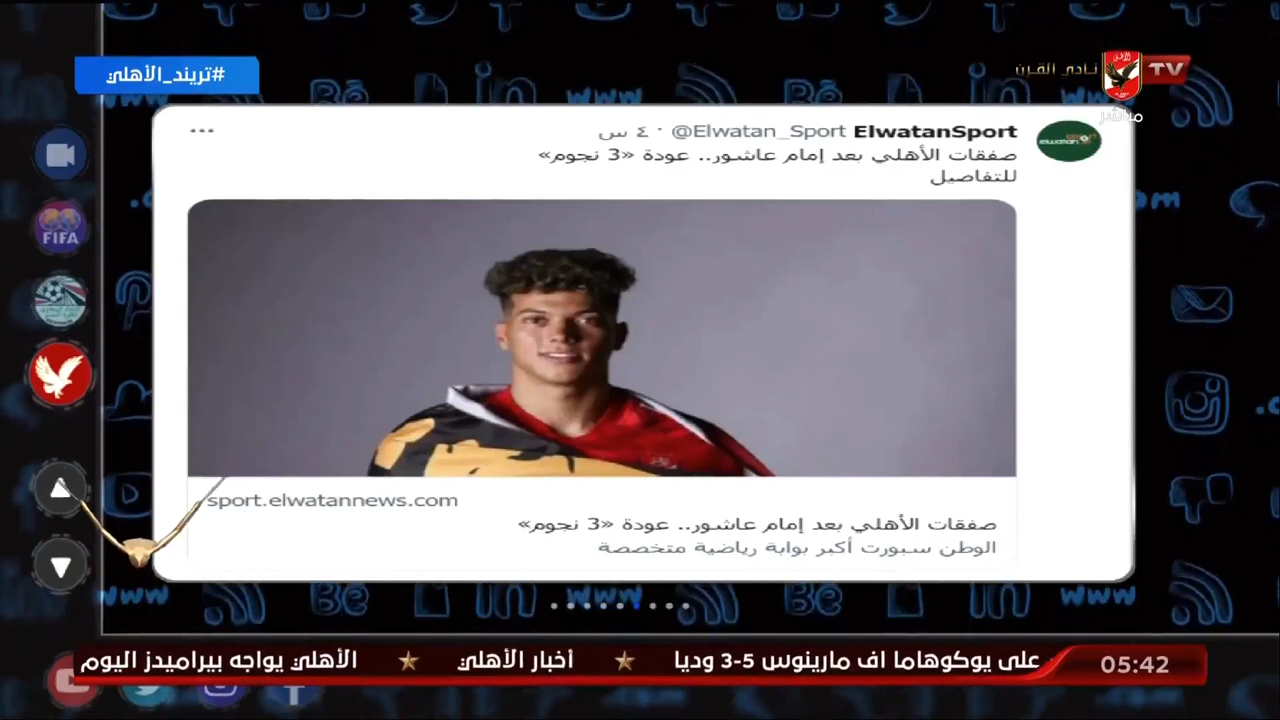 #تريند_الأهلي
نادي القرن
TV
مباشر
ElwatanSport @Elwatan_Sport · ٤ س
صفقات الأهلي بعد إمام عاشور.. عودة «3 نجوم»
للتفاصيل
FIFA
sport.elwatannews.com
صفقات الأهلي بعد إمام عاشور.. عودة «3 نجوم»
الوطن سبورت أكبر بوابة رياضية متخصصة
05:42
على يوكوهاما اف مارينوس 5-3 وديا ★ أخبار الأهلي ★ الأهلي يواجه بيراميدز اليوم